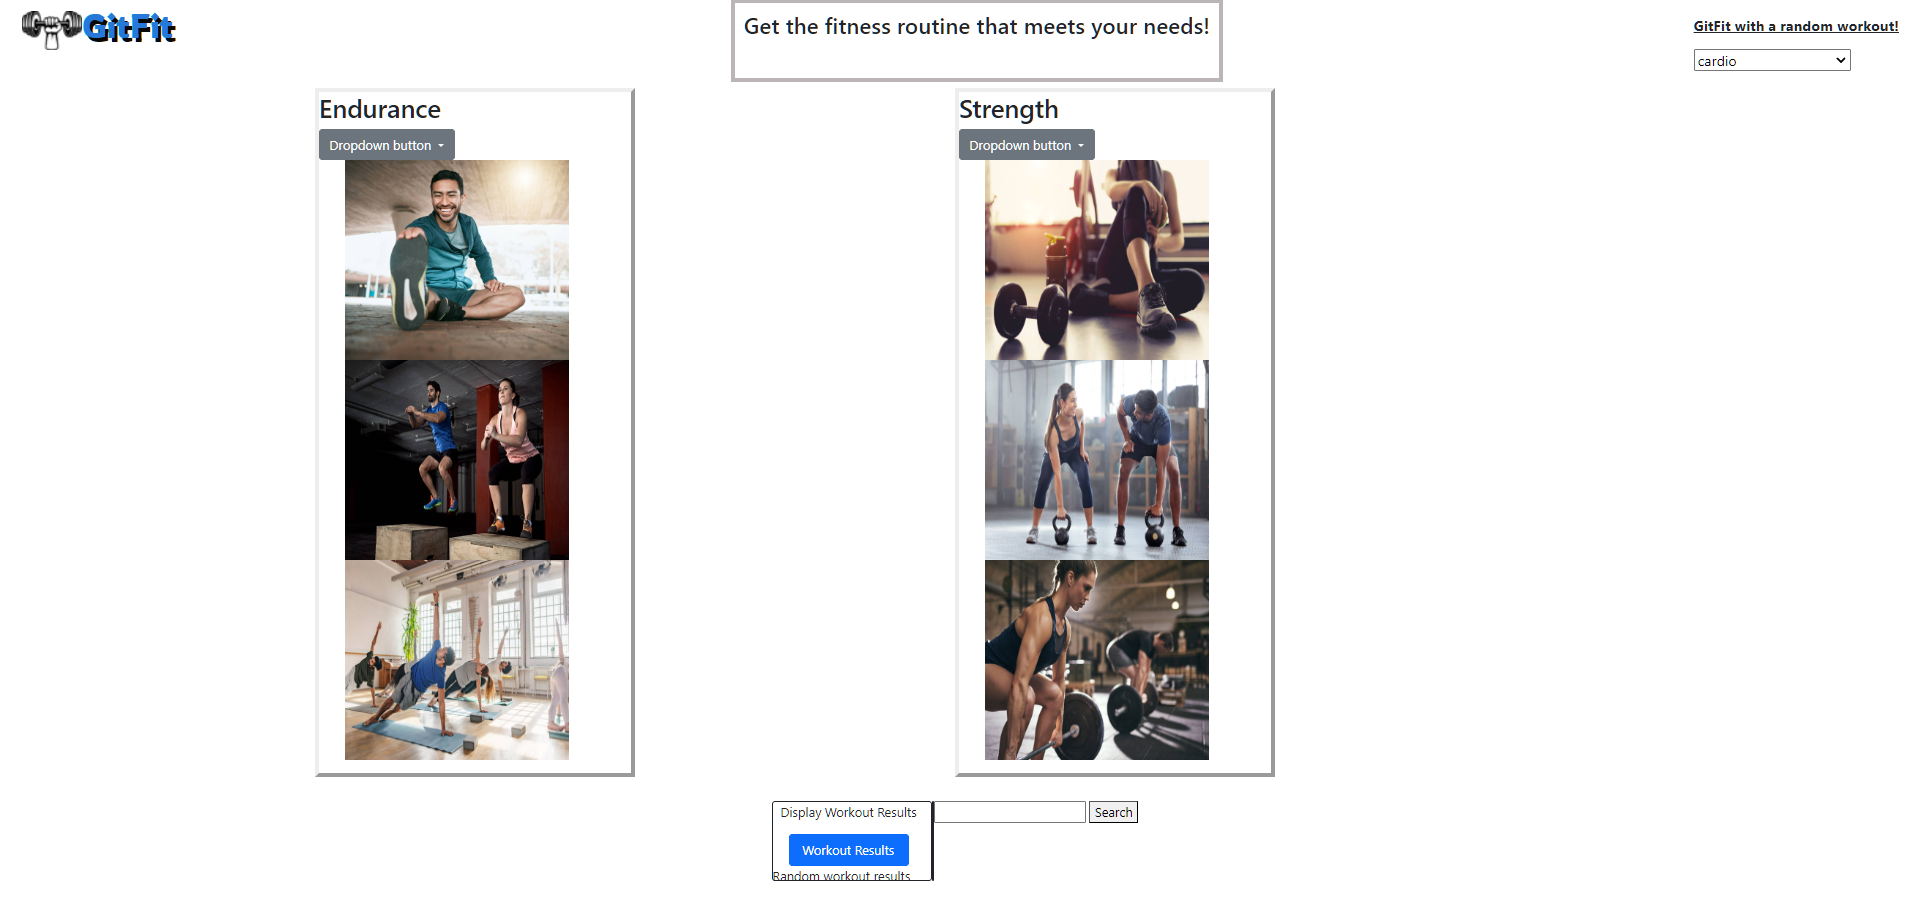 GitFit
Get the fitness routine that meets your needs!
GitFit with a random workout!
cardio
Endurance
Dropdown button
Strength
Dropdown button
Display Workout Results
Search
Workout Results
Random workout results